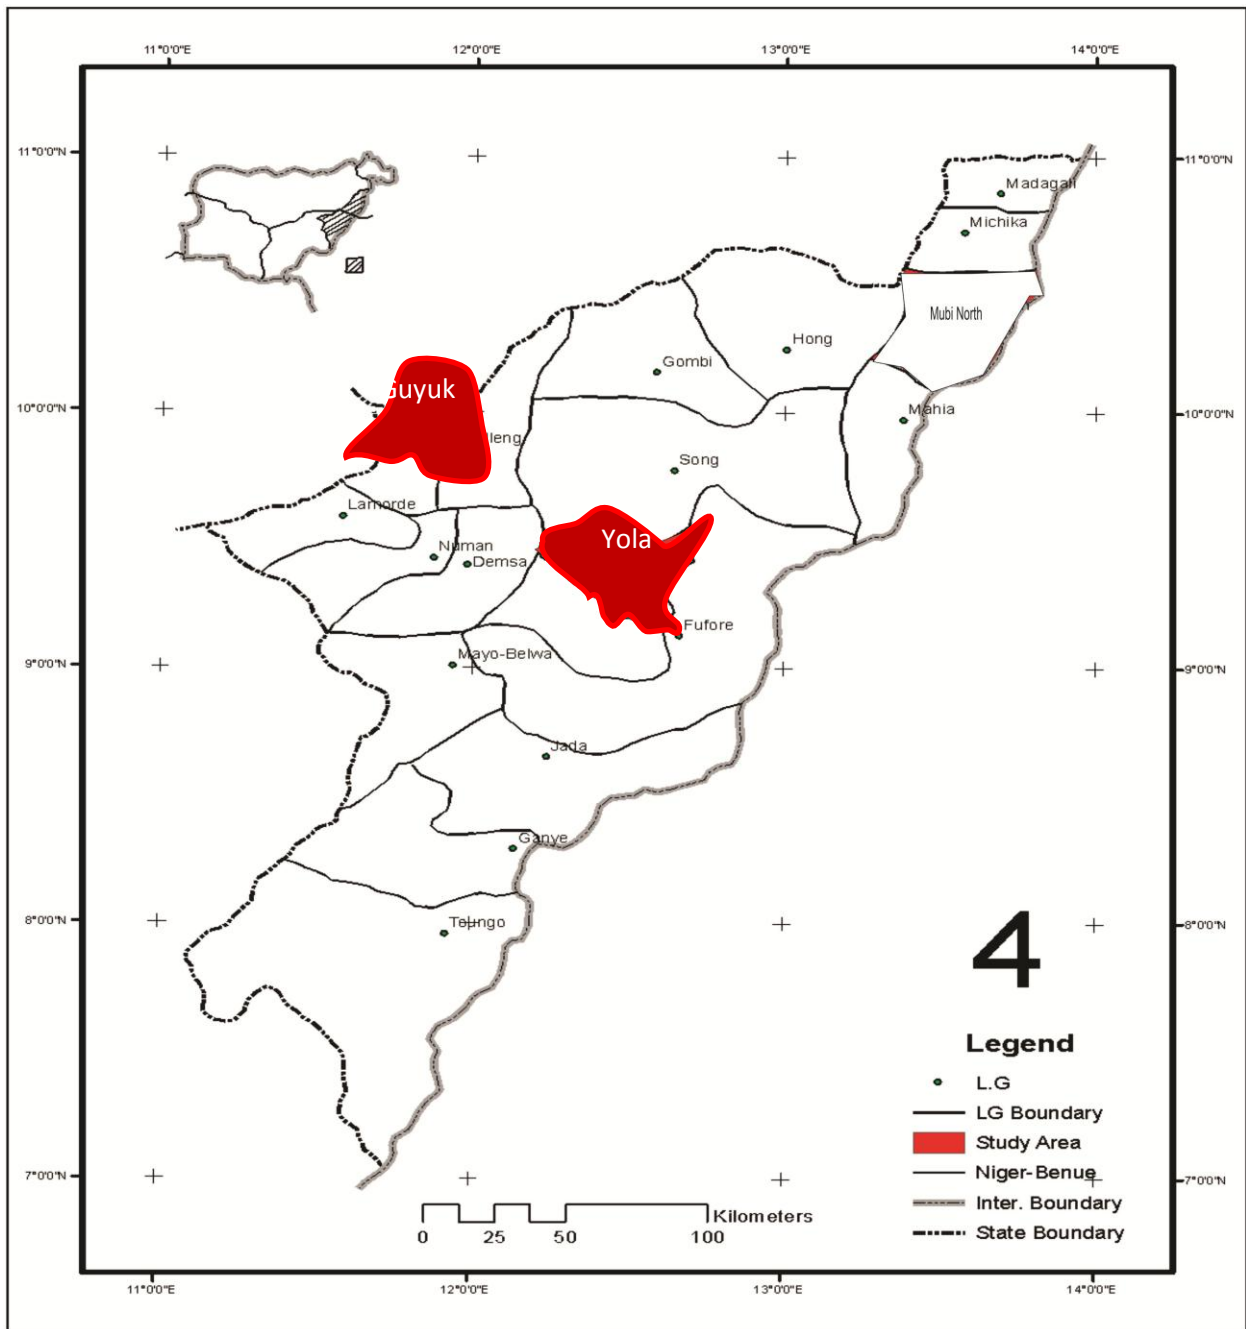 11°0'0"E 12°0'0"E 13°0'0"E 14°0'0"E
11°0'0"N 11°0'0"N
Madagali
Michika
Mubi North
Hong
Gombi
Guyuk
10°0'0"N 10°0'0"N
Mahia
lleng
Song
Lamorde
Yola
Numan
Demsa
Fufore
9°0'0"N 9°0'0"N
Mayo-Belwa
Jada
Ganye
8°0'0"N 8°0'0"N
Toungo
4
Legend
L.G
LG Boundary
Study Area
Niger-Benue
7°0'0"N 7°0'0"N
Inter. Boundary
State Boundary
Kilometers
0 25 50 100
11°0'0"E 12°0'0"E 13°0'0"E 14°0'0"E